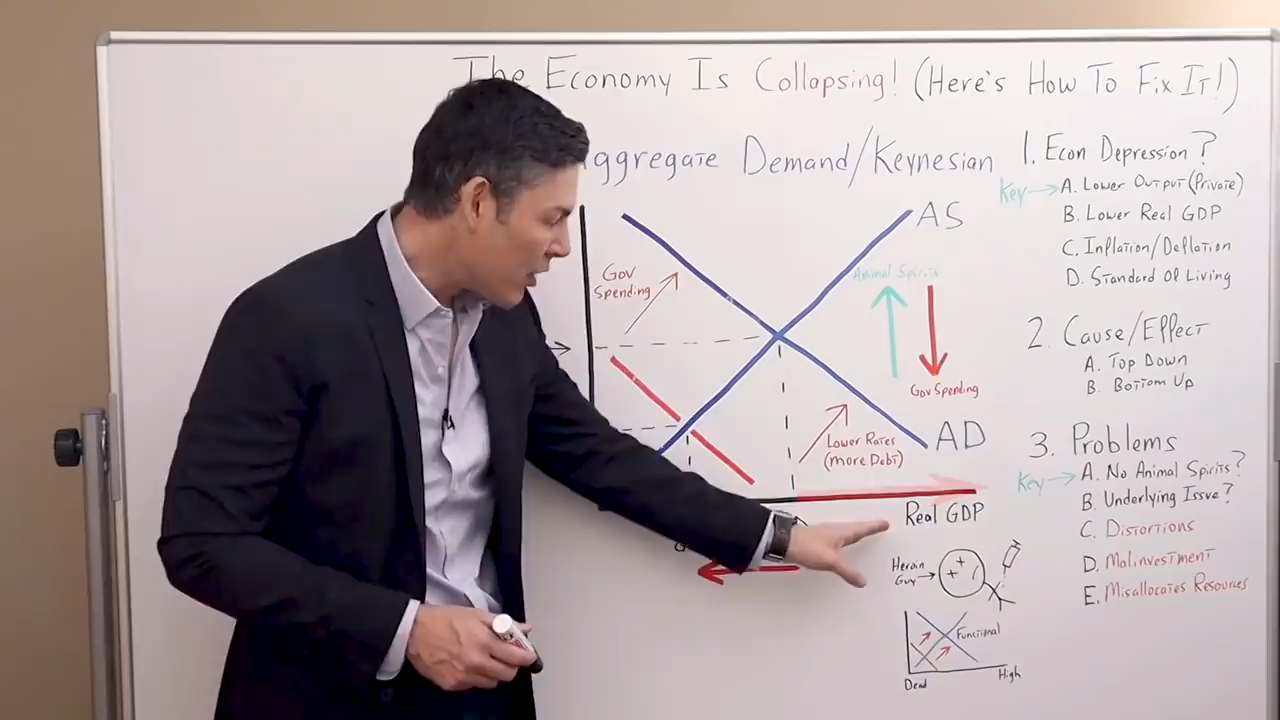 The Economy Is Collapsing! (Here's How To Fix It!)
Aggregate Demand/Keynesian
AS
Gov
Spending
Animal Spirits
Gov Spending
AD
Lower Rates
(More Debt)
Real GDP
Heroin
Guy
Functional
Dead
High
1. Econ Depression?
Key → A. Lower Output (Private)
B. Lower Real GDP
C. Inflation/Deflation
D. Standard Of Living
2. Cause/Effect
A. Top Down
B. Bottom Up
3. Problems
Key → A. No Animal Spirits?
B. Underlying Issue?
C. Distortions
D. Malinvestment
E. Misallocates Resources